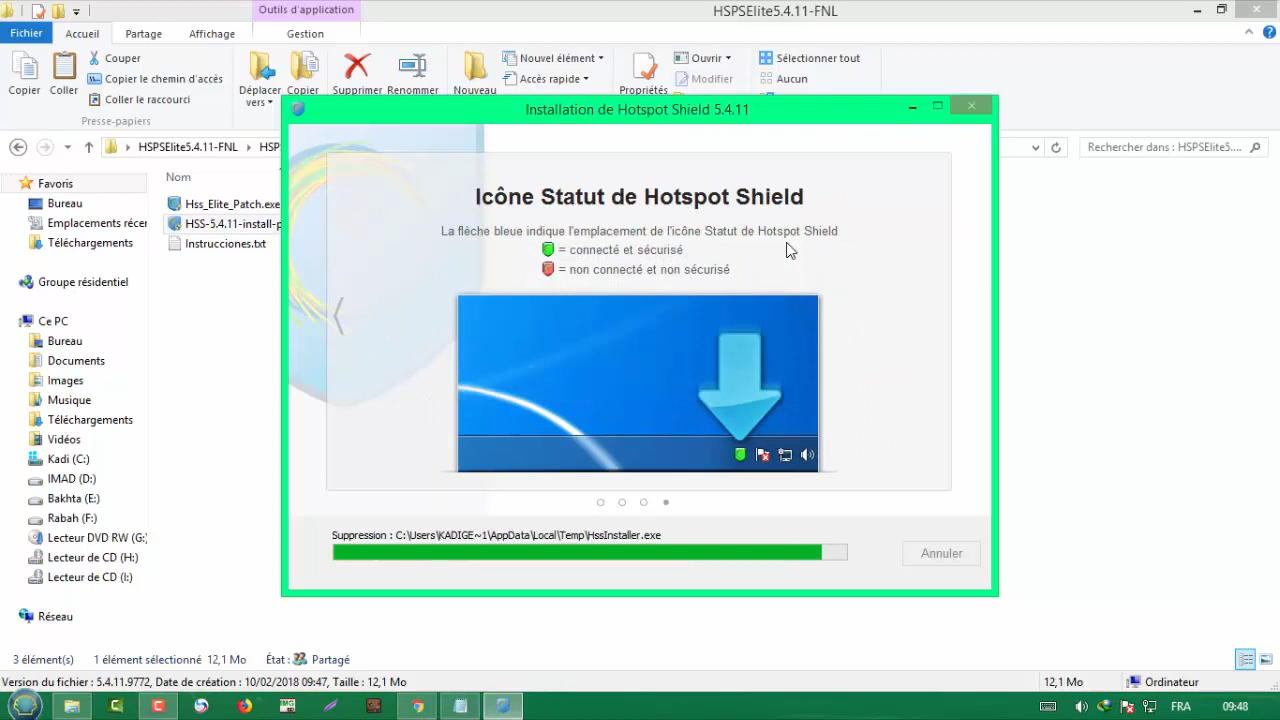 Outils d'application
HSPSElite5.4.11-FNL
Fichier
Accueil
Partage
Affichage
Gestion
Copier
Coller
Couper
Copier le chemin d'accès
Coller le raccourci
Presse-papiers
Déplacer
vers
Copier
Supprimer
Renommer
Nouveau
Nouvel élément
Accès rapide
Propriétés
Ouvrir
Modifier
Sélectionner tout
Aucun
HSPSElite5.4.11-FNL
Rechercher dans : HSPSElite5....
Favoris
Bureau
Emplacements récer
Téléchargements
Groupe résidentiel
Ce PC
Bureau
Documents
Images
Musique
Téléchargements
Vidéos
Kadi (C:)
IMAD (D:)
Bakhta (E:)
Rabah (F:)
Lecteur DVD RW (G:
Lecteur de CD (H:)
Lecteur de CD (I:)
Réseau
Nom
Hss_Elite_Patch.exe
HSS-5.4.11-install-p
Instrucciones.txt
Installation de Hotspot Shield 5.4.11
Icône Statut de Hotspot Shield
La flèche bleue indique l'emplacement de l'icône Statut de Hotspot Shield
= connecté et sécurisé
= non connecté et non sécurisé
Suppression : C:\Users\KADIGE~1\AppData\Local\Temp\HssInstaller.exe
Annuler
3 élément(s) 1 élément sélectionné 12,1 Mo État : Partagé
Version du fichier : 5.4.11.9772, Date de création : 10/02/2018 09:47, Taille : 12,1 Mo
12,1 Mo
Ordinateur
FRA
09:48